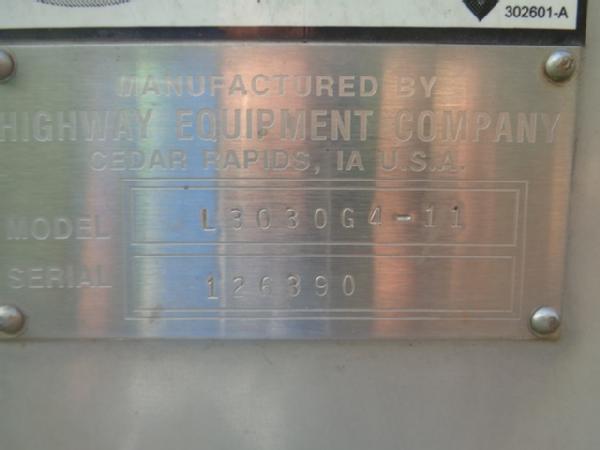 302601-A
MANUFACTURED BY
HIGHWAY EQUIPMENT COMPANY
CEDAR RAPIDS, IA U.S.A.
MODEL L3030G4-11
SERIAL 126390